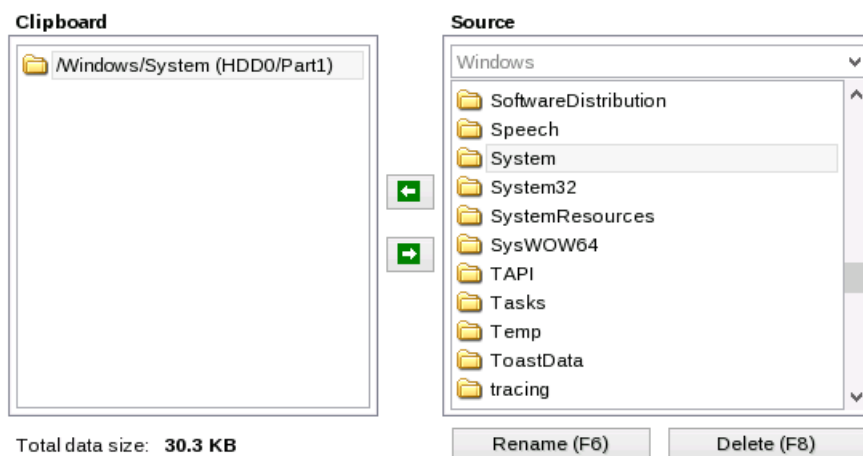 Clipboard
/Windows/System (HDD0/Part1)
Total data size: 30.3 KB
Source
Windows
SoftwareDistribution
Speech
System
System32
SystemResources
SysWOW64
TAPI
Tasks
Temp
ToastData
tracing
Rename (F6)
Delete (F8)